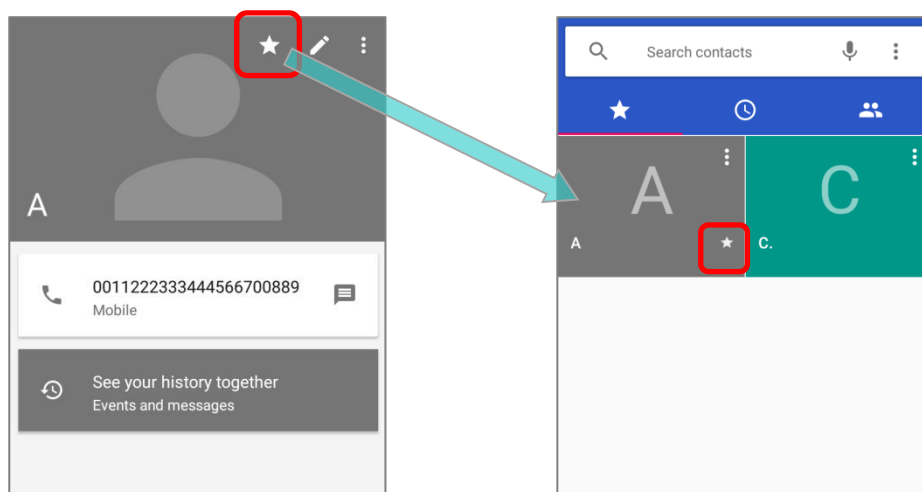 A
0011222333444566700889
Mobile
See your history together
Events and messages
Search contacts
A
C
A
C.